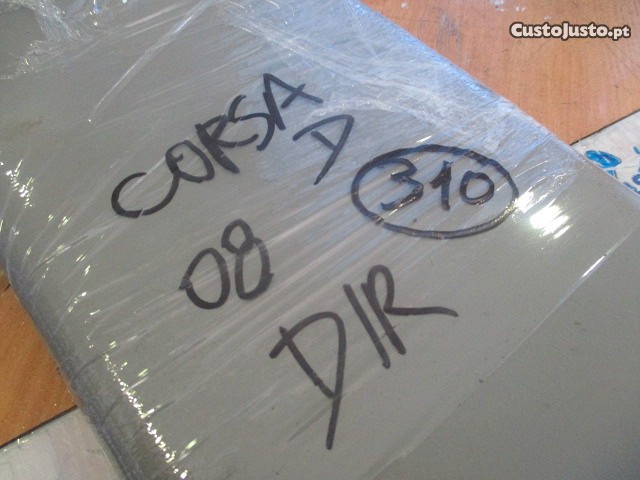 CustoJusto.pt
CORSA
A
310
08
DIR